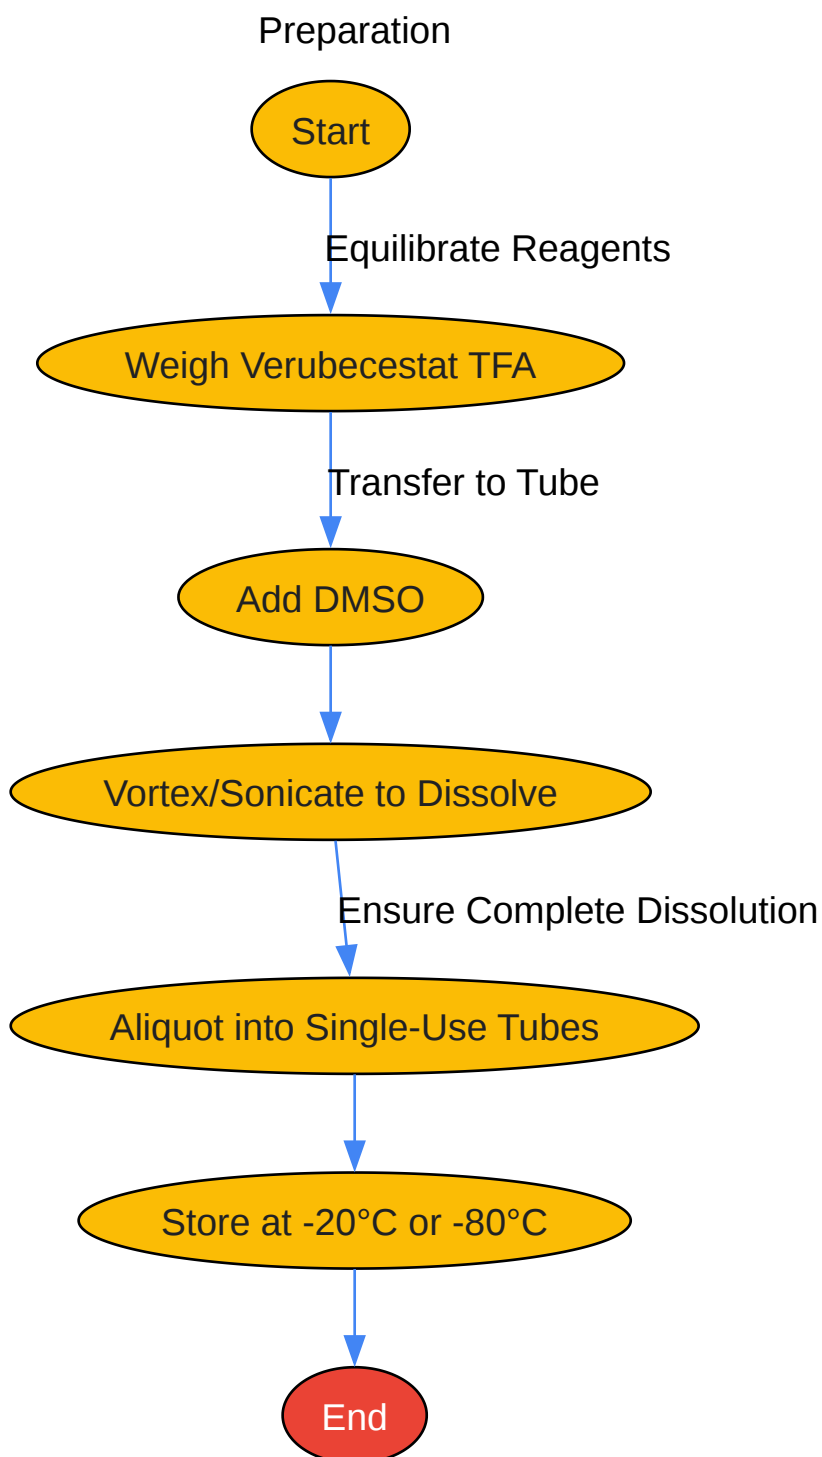 Preparation
Start
Equilibrate Reagents
Weigh Verubecestat TFA
Transfer to Tube
Add DMSO
Vortex/Sonicate to Dissolve
Ensure Complete Dissolution
Aliquot into Single-Use Tubes
Store at -20°C or -80°C
End